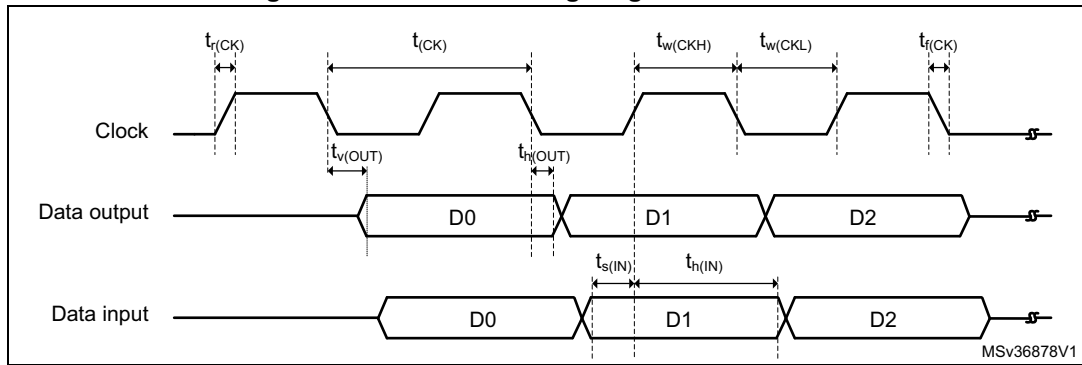 tr(CK) t(CK) tw(CKH) tw(CKL) tf(CK)
Clock
tv(OUT) th(OUT)
Data output D0 D1 D2
ts(IN) th(IN)
Data input D0 D1 D2
MSv36878V1